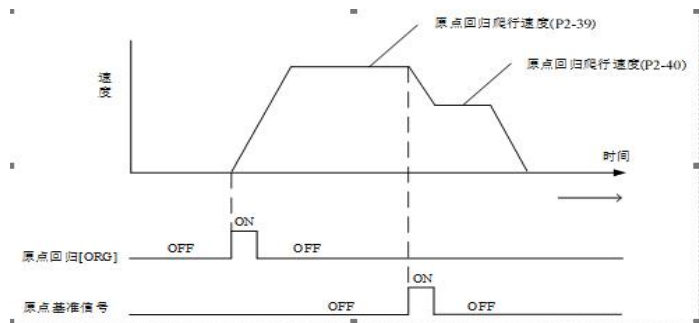 原点回归爬行速度(P2-39)
原点回归爬行速度(P2-40)
速度
时间
ON
原点回归[ORG]
OFF
OFF
ON
原点基准信号
OFF
OFF